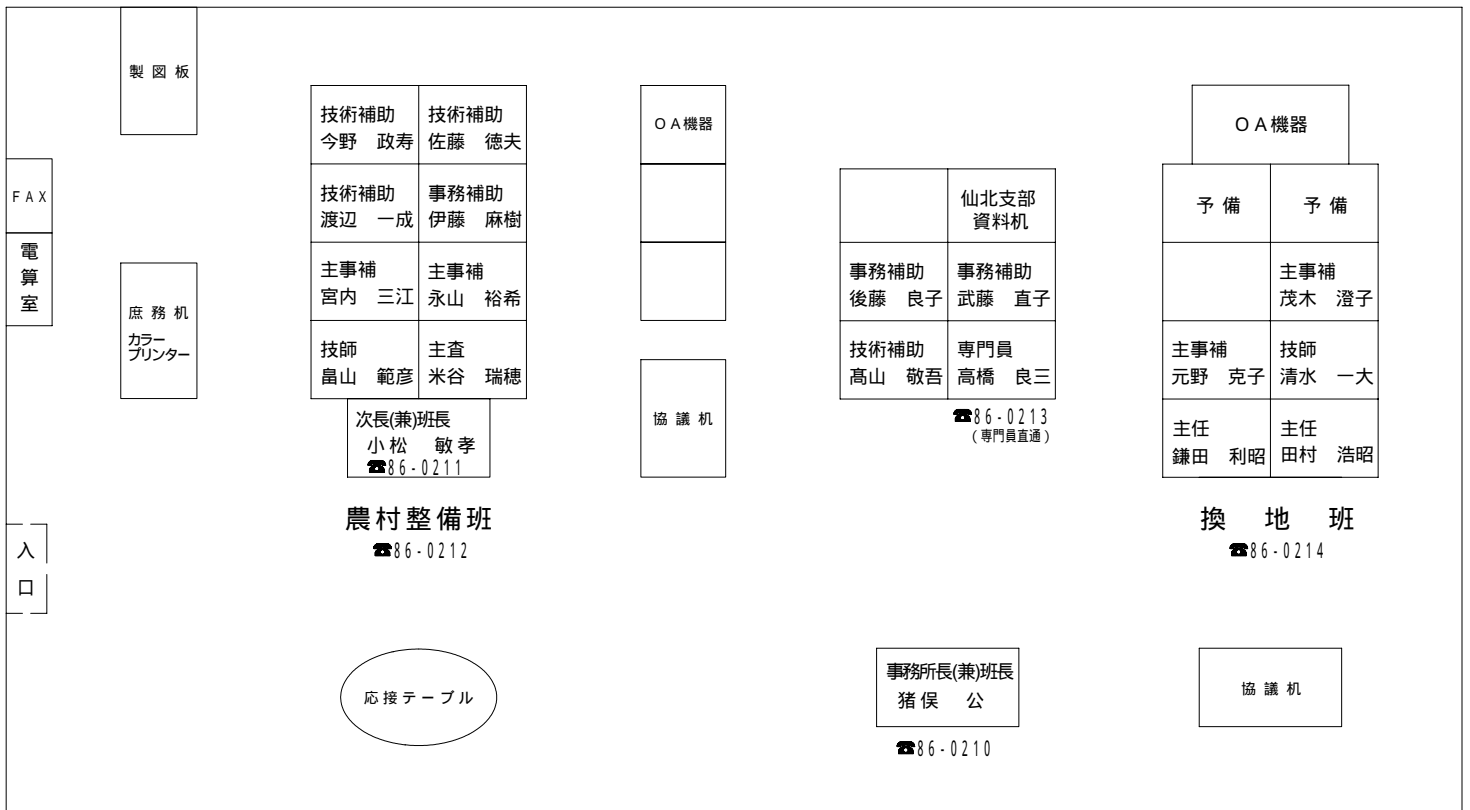 製図板
FAX
電算室
庶務机
カラー
プリンター
入口
技術補助
今野 政寿
技術補助
佐藤 徳夫
技術補助
渡辺 一成
事務補助
伊藤 麻樹
主事補
宮内 三江
主事補
永山 裕希
技師
畠山 範彦
主査
米谷 瑞穂
次長(兼)班長
小松 敏孝
☎86-0211
農村整備班
☎86-0212
応接テーブル
OA機器
協議机
仙北支部
資料机
事務補助
後藤 良子
事務補助
武藤 直子
技術補助
髙山 敬吾
専門員
高橋 良三
☎86-0213
(専門員直通)
事務所長(兼)班長
猪俣 公
☎86-0210
OA機器
予備
予備
主事補
茂木 澄子
主事補
元野 克子
技師
清水 一大
主任
鎌田 利昭
主任
田村 浩昭
換地班
☎86-0214
協議机